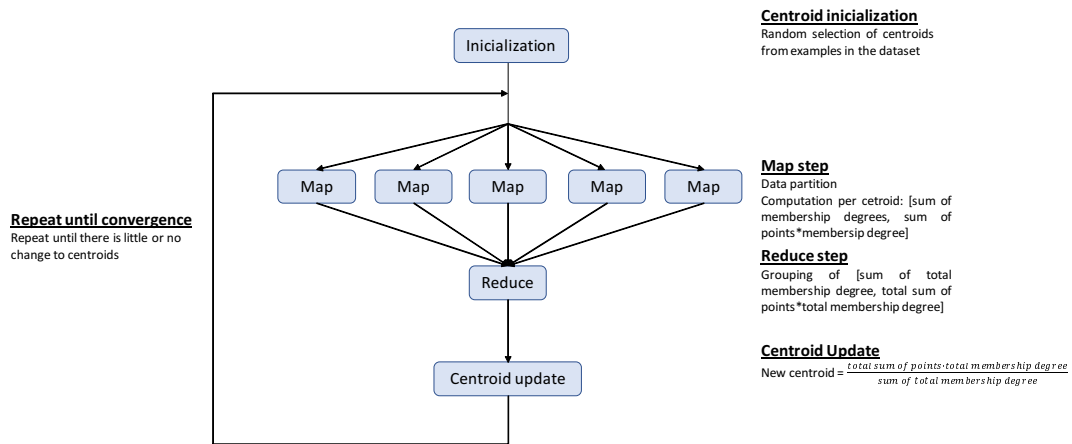 Inicialization
Centroid inicialization
Random selection of centroids
from examples in the dataset
Map Map Map Map Map
Map step
Data partition
Computation per cetroid: [sum
of membership degrees, sum of
points*membersip degree]
Repeat until convergence
Repeat until there is little or no
change to centroids
Reduce
Reduce step
Grouping of [sum of total
membership degree, total sum of
points*total membership degree]
Centroid update
Centroid Update
New centroid = total sum of points·total membership degree
sum of total membership degree